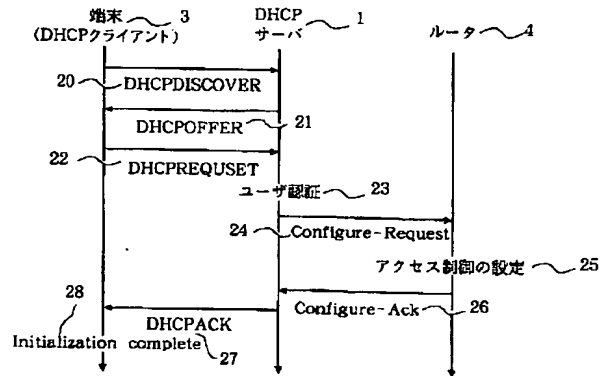 端末 3
(DHCPクライアント)
DHCP
サーバ 1
ルータ 4
20 DHCPDISCOVER
DHCPOFFER 21
22 DHCPREQUSET
ユーザ認証 23
24 Configure-Request
アクセス制御の設定 25
Configure-Ack 26
28
DHCPACK
Initialization complete 27